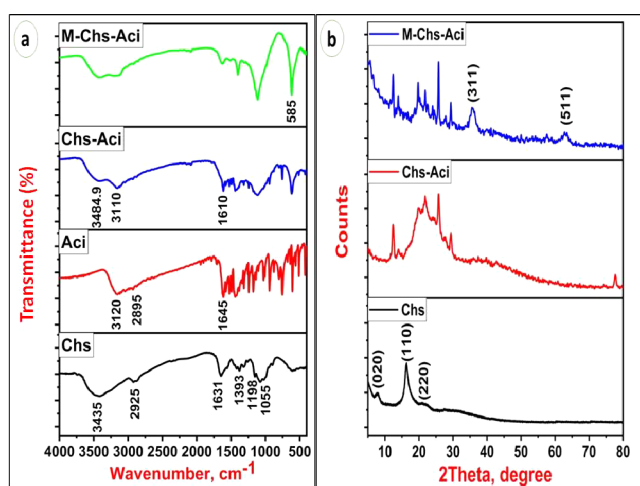 a
M-Chs-Aci
585
Chs-Aci
3484.9
3110
1610
Aci
3120
2895
1645
Chs
3435
2925
1631
1393
1198
1055
Transmittance (%)
4000 3500 3000 2500 2000 1500 1000 500
Wavenumber, cm-1
b
M-Chs-Aci
(311)
(511)
Chs-Aci
Chs
(020)
(110)
(220)
Counts
10 20 30 40 50 60 70 80
2Theta, degree